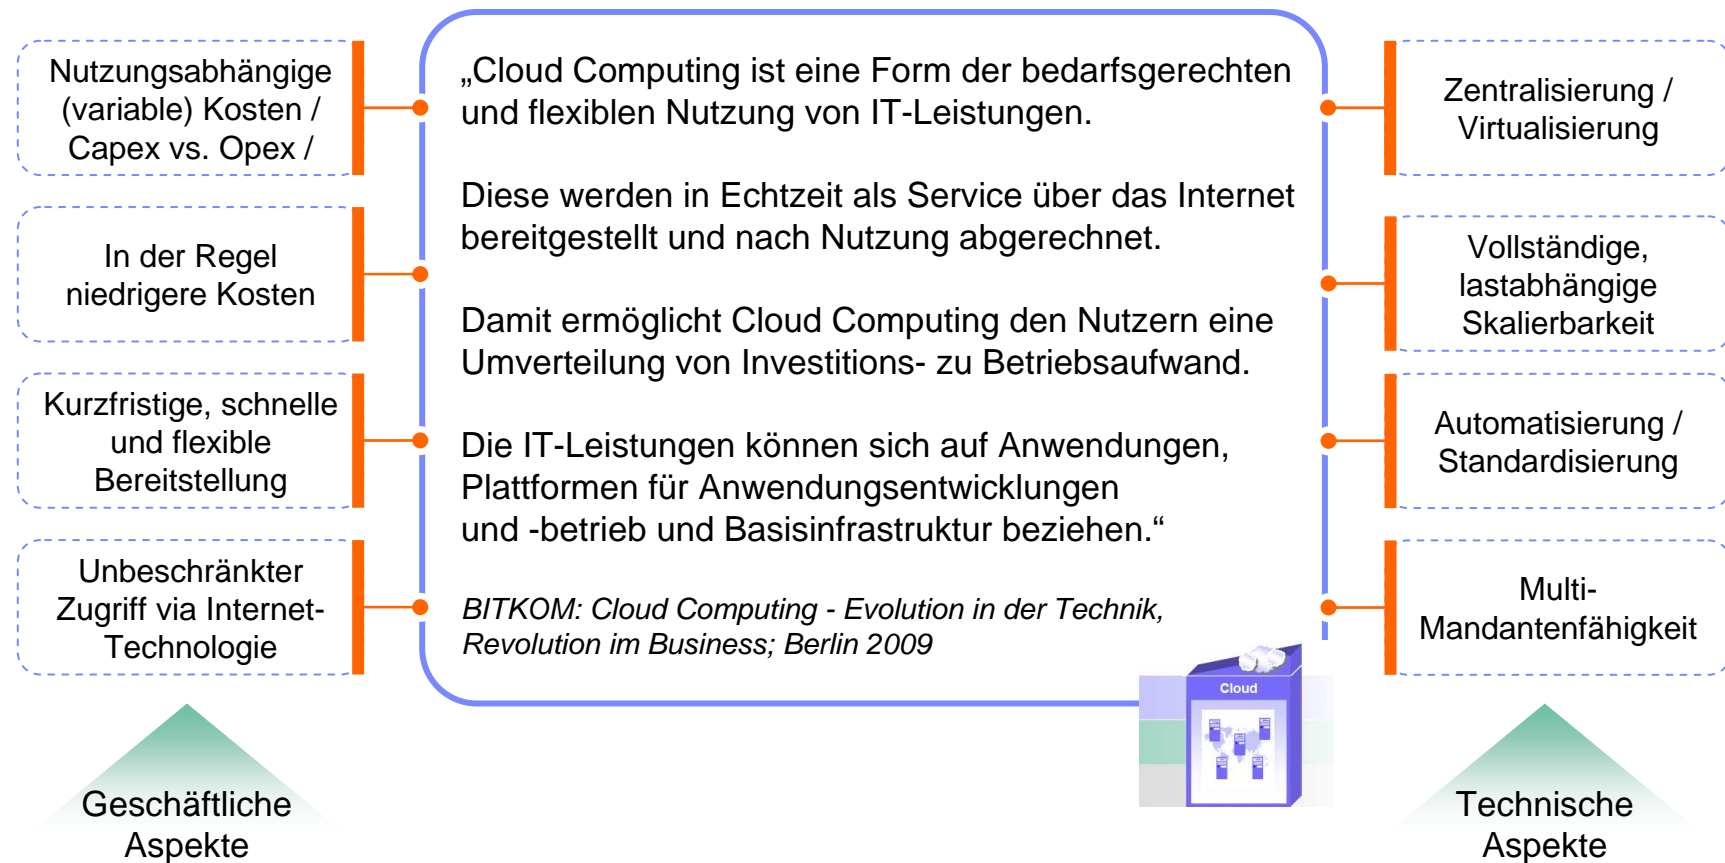 Nutzungsabhängige
(variable) Kosten /
Capex vs. Opex /
In der Regel
niedrigere Kosten
Kurzfristige, schnelle
und flexible
Bereitstellung
Unbeschränkter
Zugriff via Internet-
Technologie
Geschäftliche
Aspekte
„Cloud Computing ist eine Form der bedarfsgerechten
und flexiblen Nutzung von IT-Leistungen.
Diese werden in Echtzeit als Service über das Internet
bereitgestellt und nach Nutzung abgerechnet.
Damit ermöglicht Cloud Computing den Nutzern eine
Umverteilung von Investitions- zu Betriebsaufwand.
Die IT-Leistungen können sich auf Anwendungen,
Plattformen für Anwendungsentwicklungen
und -betrieb und Basisinfrastruktur beziehen.“
BITKOM: Cloud Computing - Evolution in der Technik,
Revolution im Business; Berlin 2009
Cloud
Zentralisierung /
Virtualisierung
Vollständige,
lastabhängige
Skalierbarkeit
Automatisierung /
Standardisierung
Multi-
Mandantenfähigkeit
Technische
Aspekte